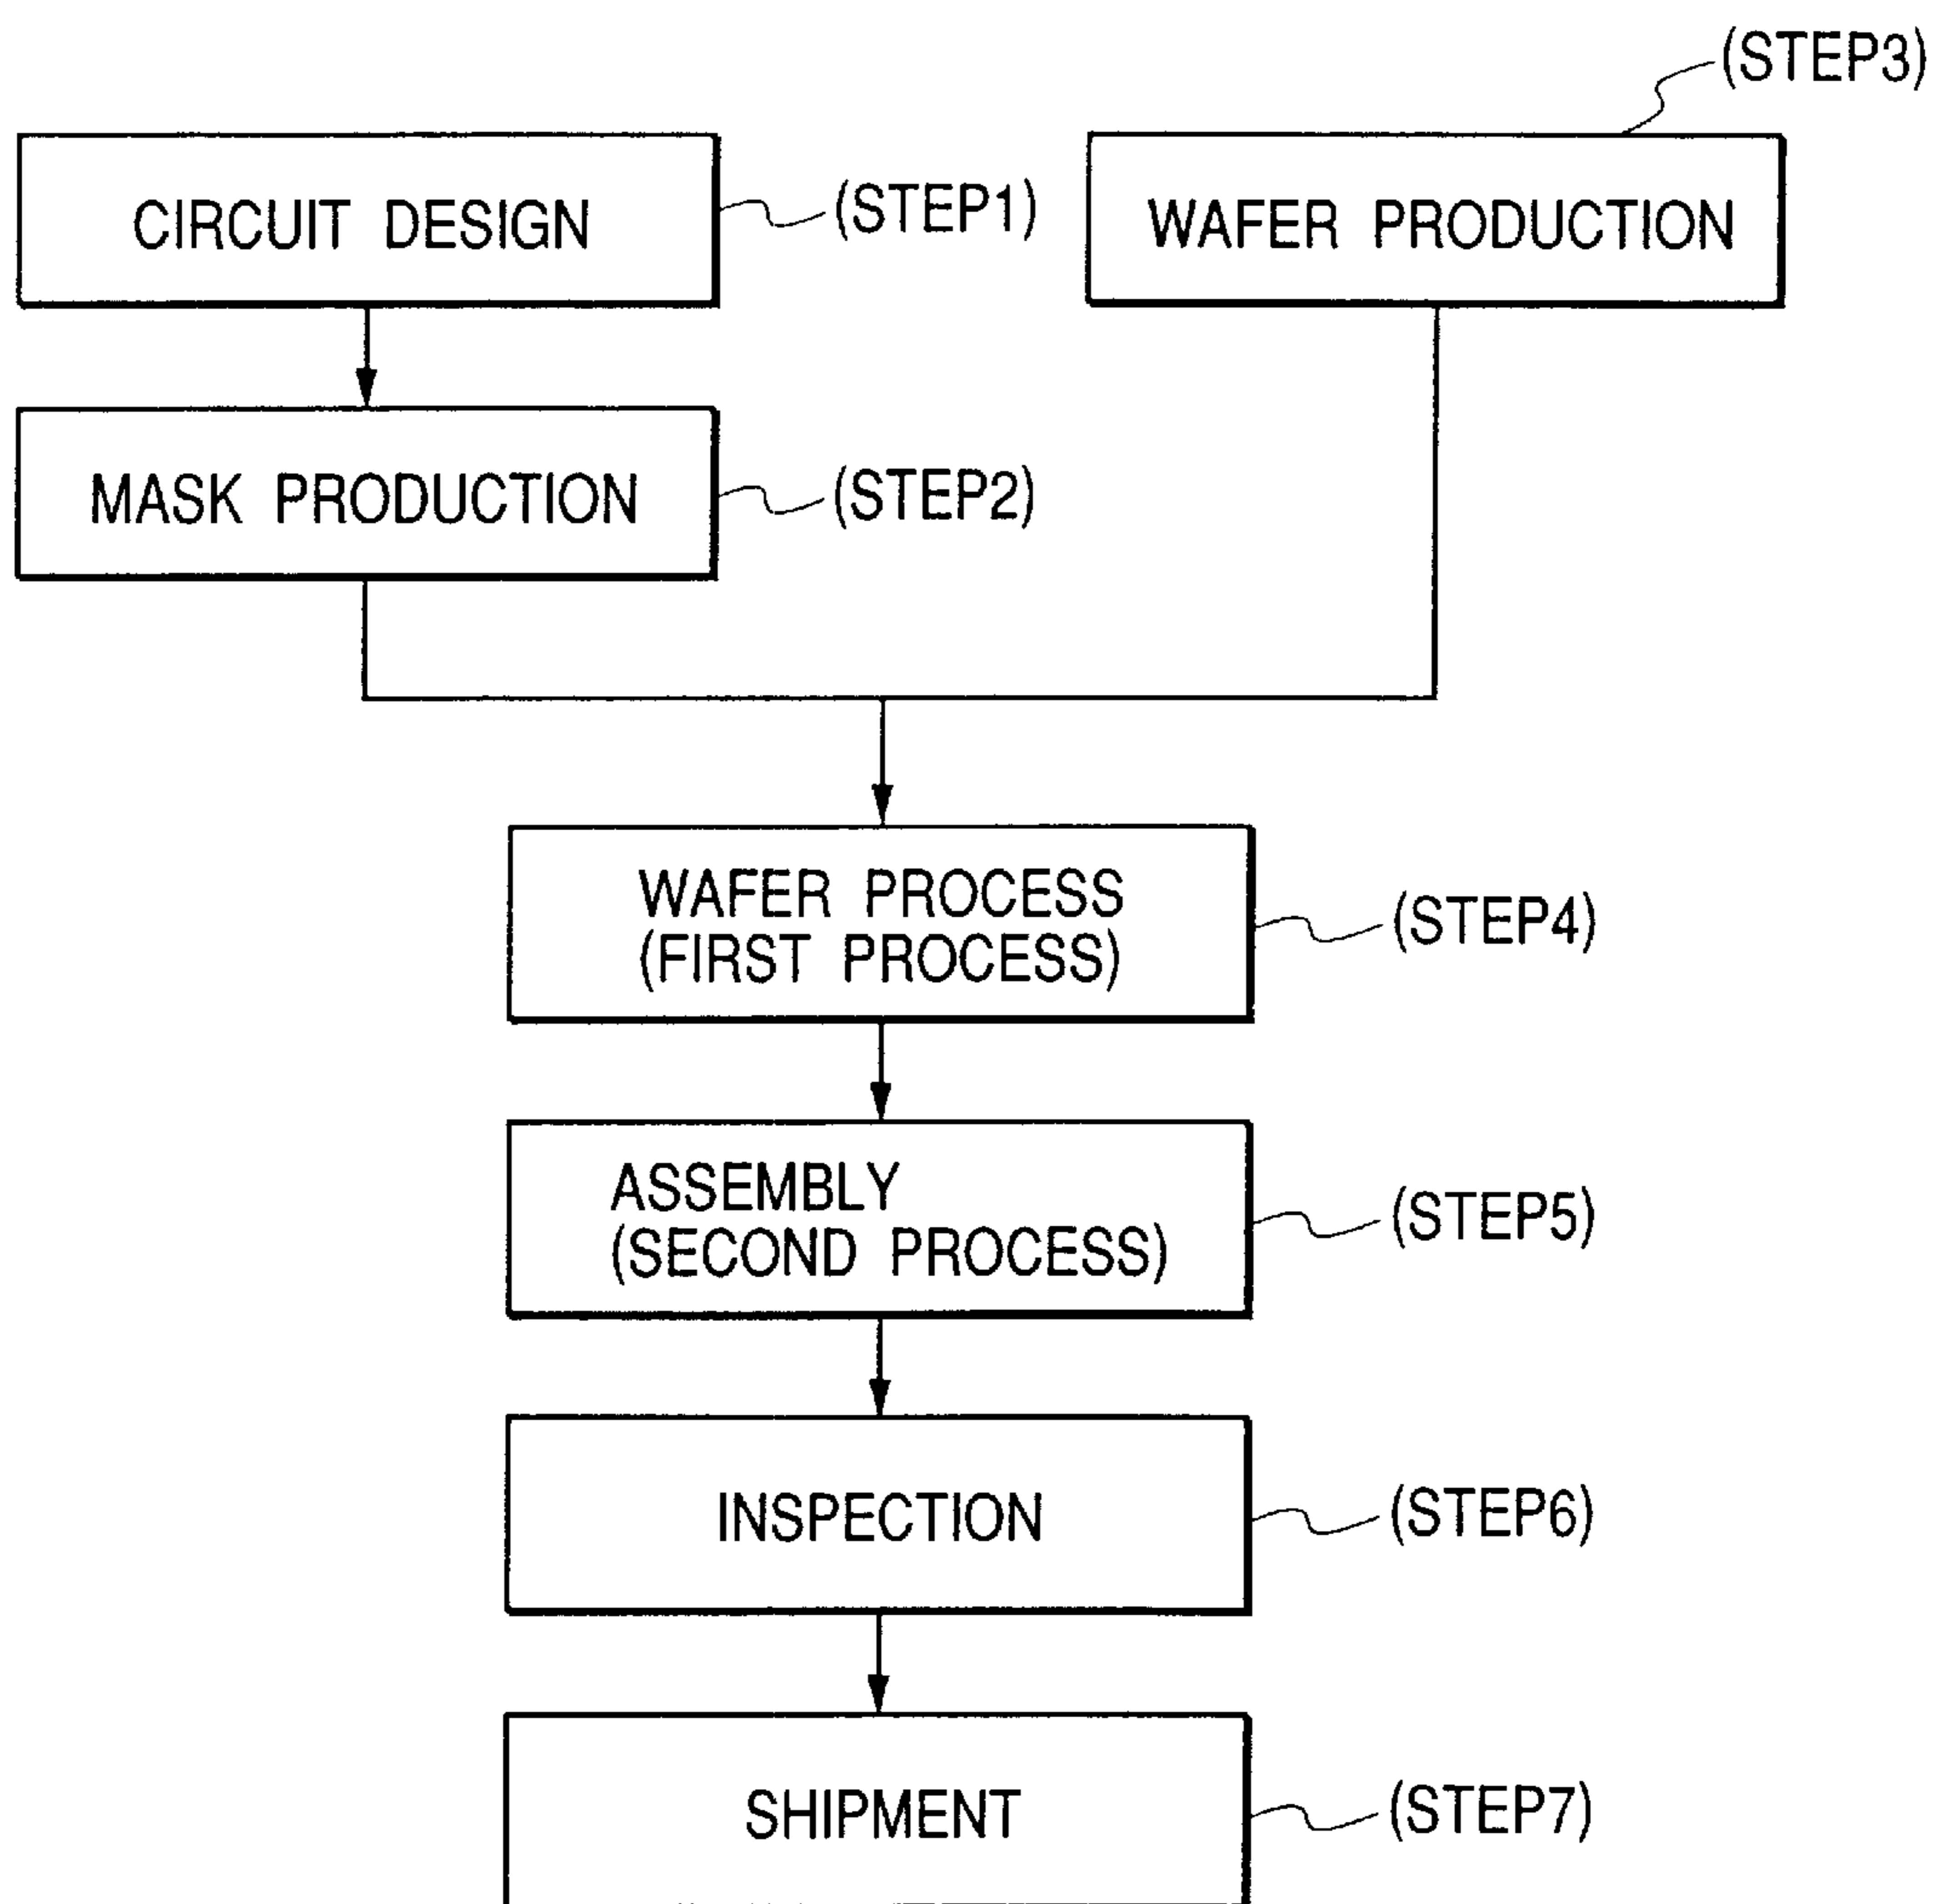 (STEP3)
CIRCUIT DESIGN
(STEP1)
WAFER PRODUCTION
MASK PRODUCTION
(STEP2)
WAFER PROCESS
(FIRST PROCESS)
(STEP4)
ASSEMBLY
(SECOND PROCESS)
(STEP5)
INSPECTION
(STEP6)
SHIPMENT
(STEP7)